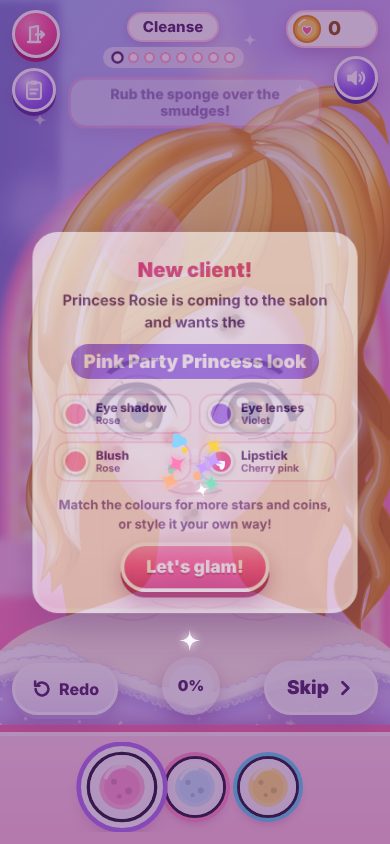 Cleanse
0
Rub the sponge over the
smudges!
New client!
Princess Rosie is coming to the salon
and wants the
Pink Party Princess look
Eye shadow
Rose
Eye lenses
Violet
Blush
Rose
Lipstick
Cherry pink
Match the colours for more stars and coins,
or style it your own way!
Let's glam!
Redo
0%
Skip